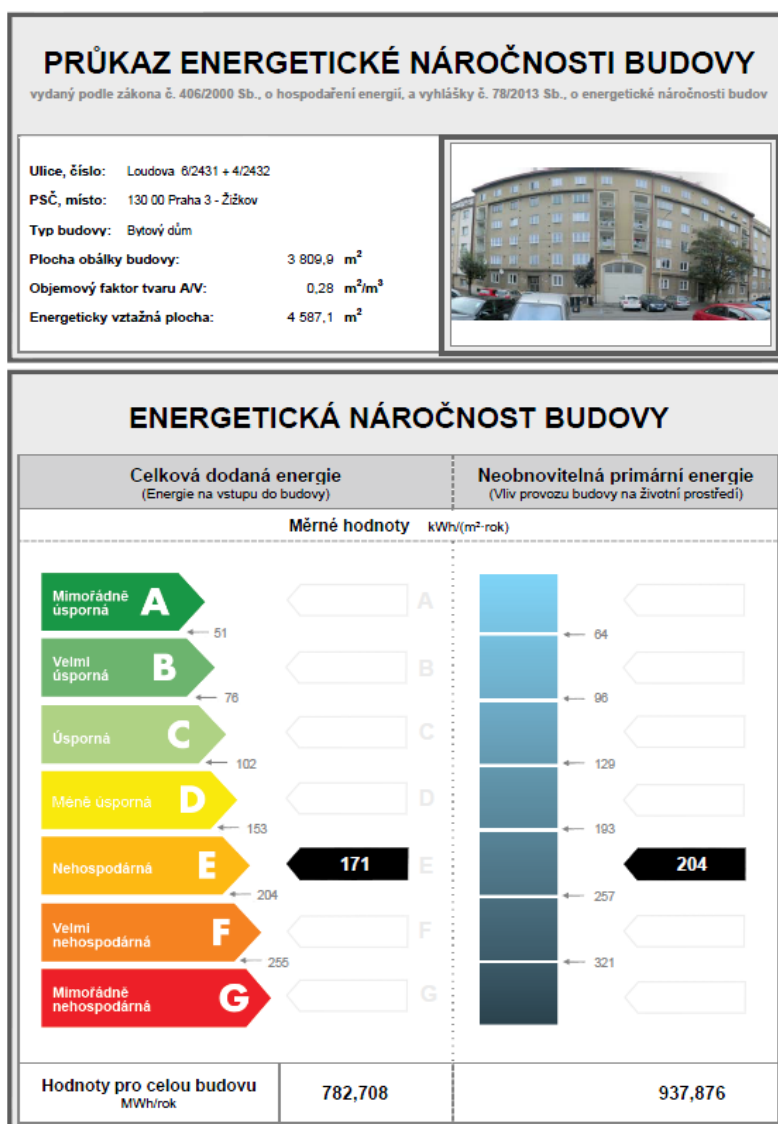 PRŮKAZ ENERGETICKÉ NÁROČNOSTI BUDOVY
vydaný podle zákona č. 406/2000 Sb., o hospodaření energií, a vyhlášky č. 78/2013 Sb., o energetické náročnosti budov
Ulice, číslo: Loudova 6/2431 + 4/2432
PSČ, místo: 130 00 Praha 3 - Žižkov
Typ budovy: Bytový dům
Plocha obálky budovy: 3 809,9 m²
Objemový faktor tvaru A/V: 0,28 m²/m³
Energeticky vztažná plocha: 4 587,1 m²
ENERGETICKÁ NÁROČNOST BUDOVY
Celková dodaná energie
(Energie na vstupu do budovy)
Neobnovitelná primární energie
(Vliv provozu budovy na životní prostředí)
Měrné hodnoty kWh/(m²·rok)
Mimořádně úsporná A
A
51
64
Velmi úsporná B
B
76
96
Úsporná C
C
102
129
Méně úsporná D
D
153
193
Nehospodárná E
171
E
204
204
257
Velmi nehospodárná F
F
255
321
Mimořádně nehospodárná G
G
Hodnoty pro celou budovu
MWh/rok
782,708
937,876